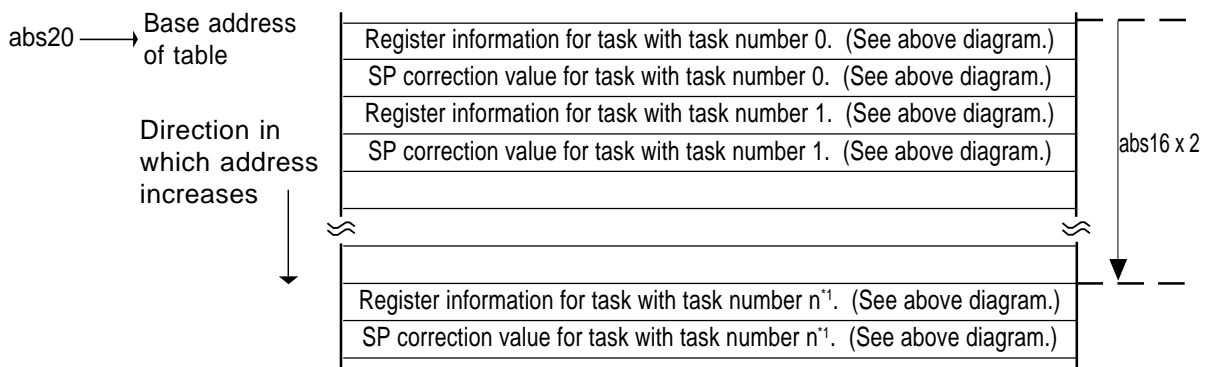 abs20
Base address
of table
Register information for task with task number 0. (See above diagram.)
SP correction value for task with task number 0. (See above diagram.)
Register information for task with task number 1. (See above diagram.)
SP correction value for task with task number 1. (See above diagram.)
Direction in
which address
increases
abs16 x 2
Register information for task with task number n*1. (See above diagram.)
SP correction value for task with task number n*1. (See above diagram.)